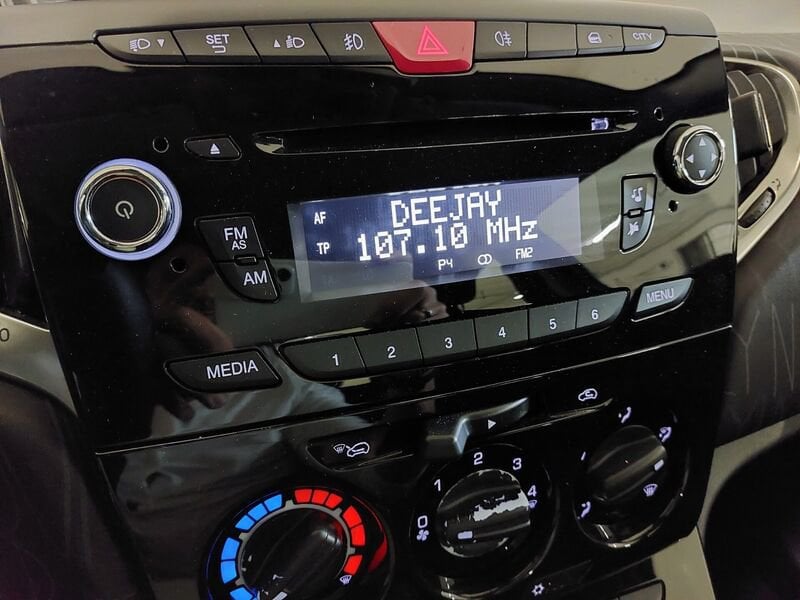 SET
CITY
AF
DEEJAY
TP
107.10 MHz
P4
FM2
FM
AS
AM
MENU
1
2
3
4
5
6
MEDIA
0
1
2
3
4